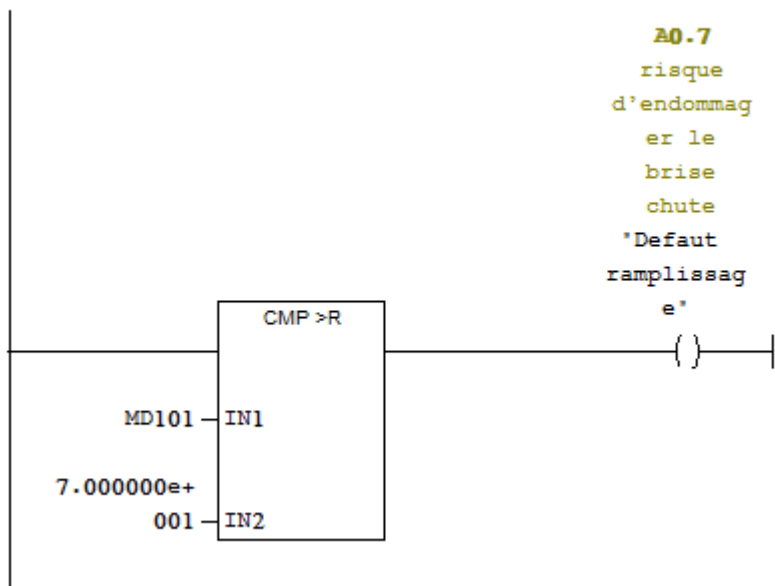 A0.7
risque
d'endommag
er le
brise
chute
"Defaut
ramplissag
e"
CMP >R
MD101
IN1
7.000000e+
001
IN2